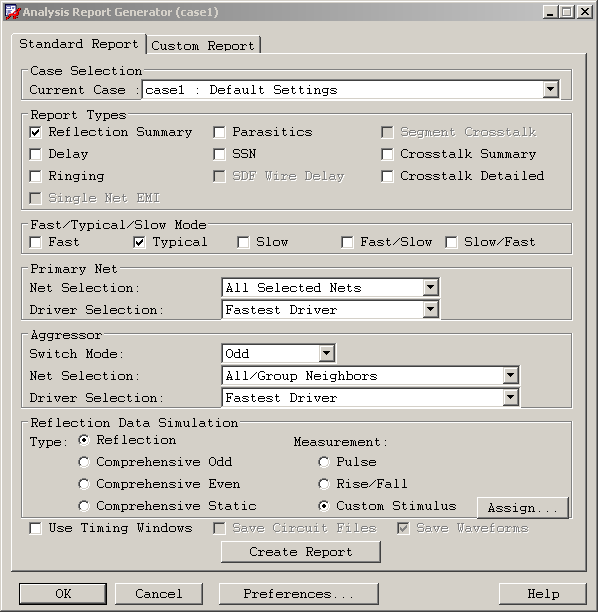 Analysis Report Generator (case1)
Standard Report Custom Report
Case Selection
Current Case : case1 : Default Settings
Report Types
Reflection Summary Parasitics Segment Crosstalk
Delay SSN Crosstalk Summary
Ringing SDF Wire Delay Crosstalk Detailed
Single Net EMI
Fast/Typical/Slow Mode
Fast Typical Slow Fast/Slow Slow/Fast
Primary Net
Net Selection: All Selected Nets
Driver Selection: Fastest Driver
Aggressor
Switch Mode: Odd
Net Selection: All/Group Neighbors
Driver Selection: Fastest Driver
Reflection Data Simulation
Type: Reflection Measurement:
Comprehensive Odd Pulse
Comprehensive Even Rise/Fall
Comprehensive Static Custom Stimulus Assign...
Use Timing Windows Save Circuit Files Save Waveforms
Create Report
OK Cancel Preferences... Help